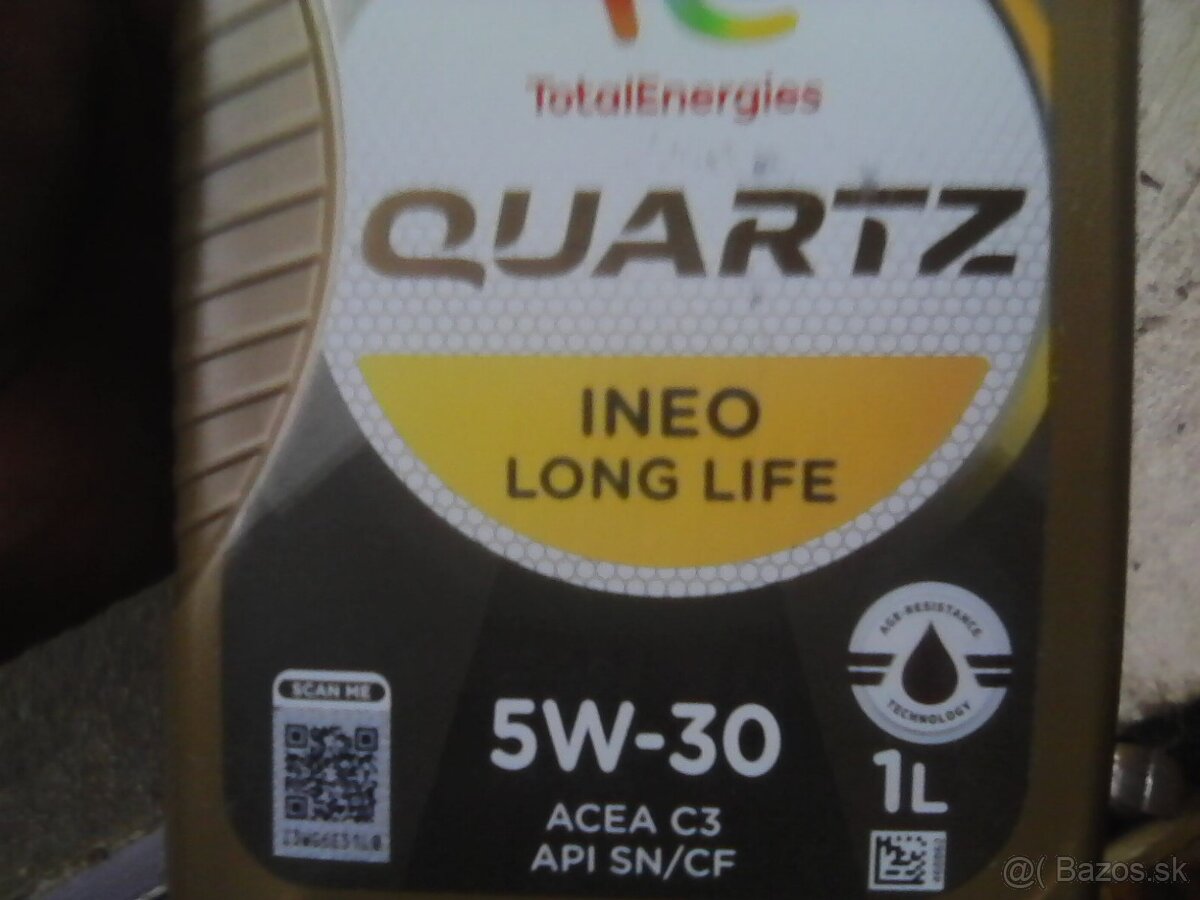 TotalEnergies
QUARTZ
INEO
LONG LIFE
AGE-RESISTANCE
TECHNOLOGY
SCAN ME
5W-30
1L
ACEA C3
API SN/CF
@( Bazos.sk